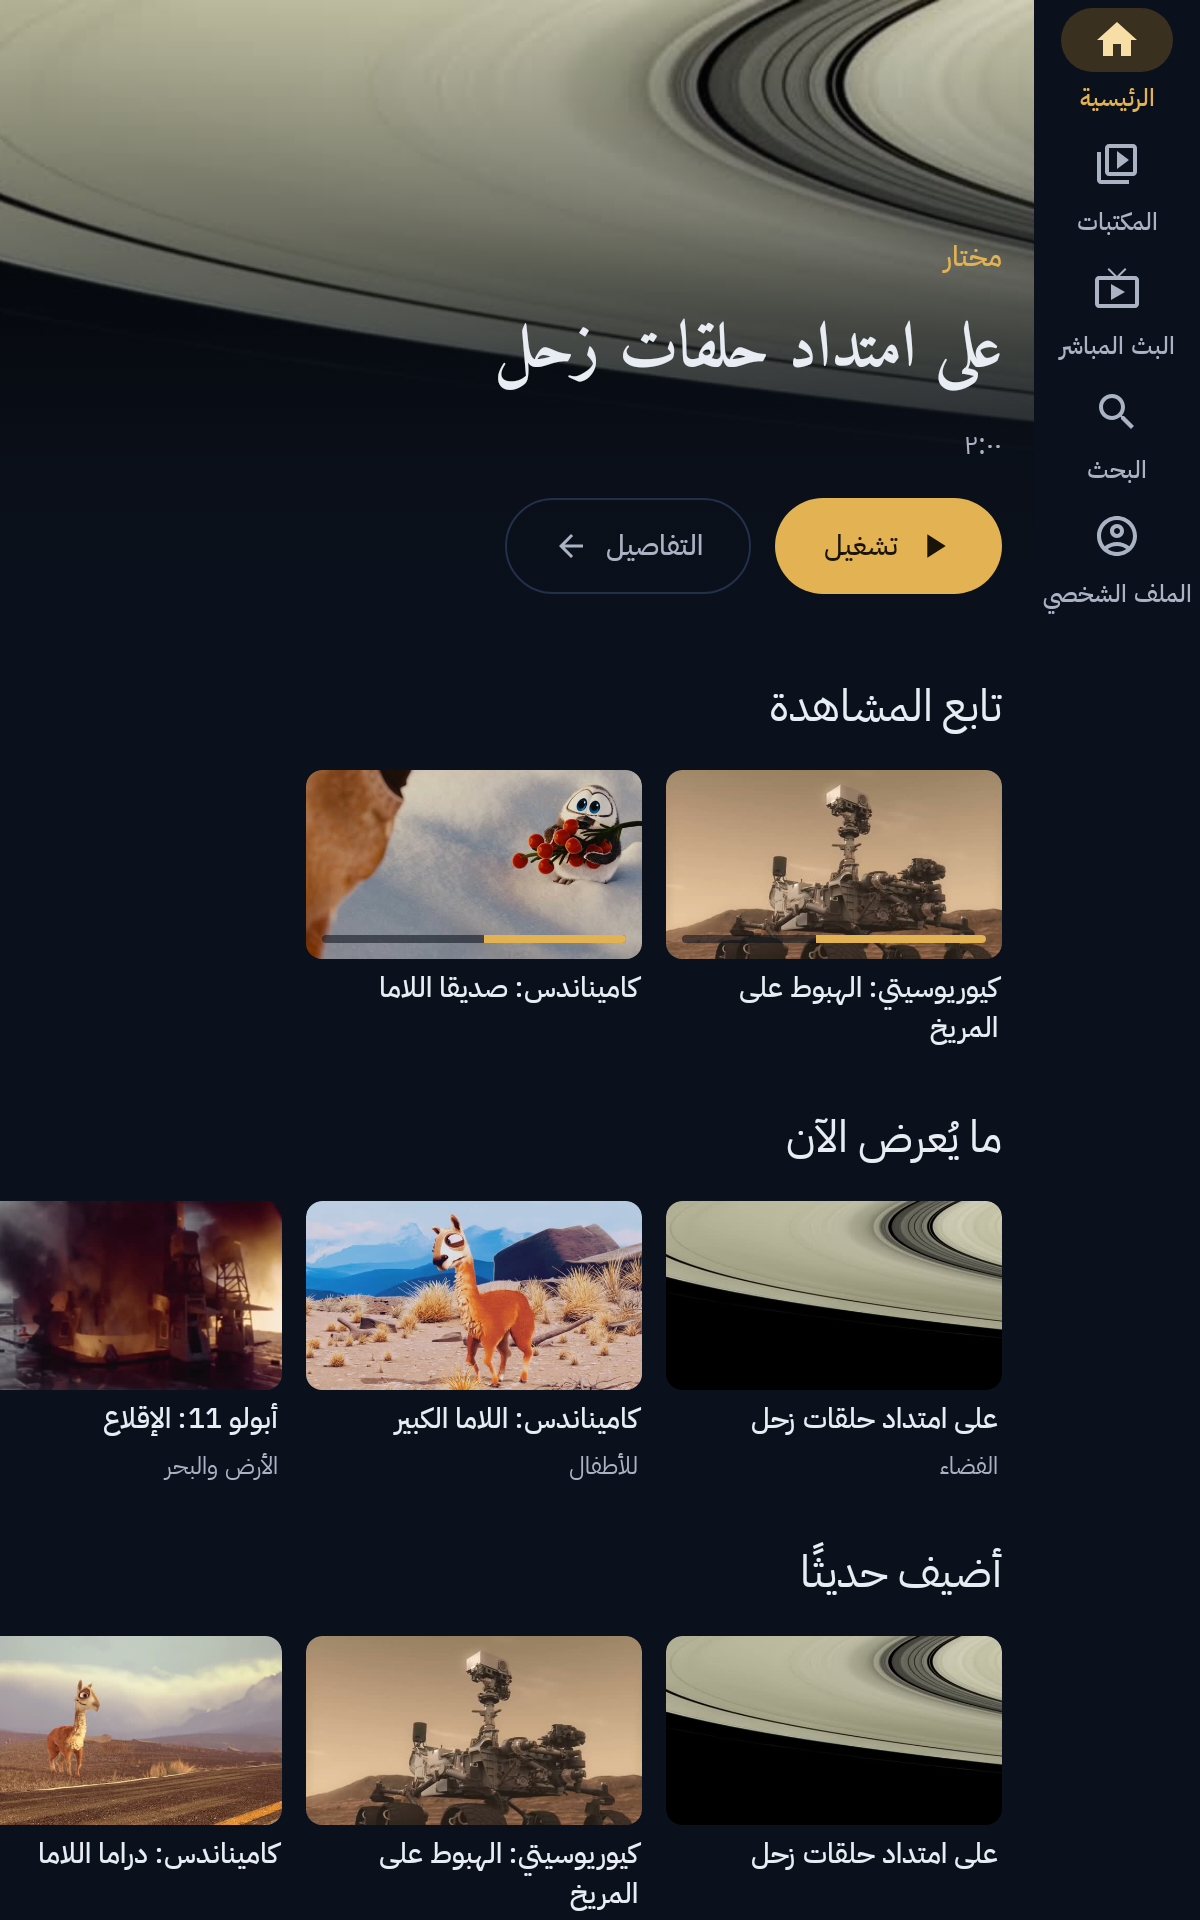 الرئيسية
المكتبات
البث المباشر
البحث
الملف الشخصي
مختار
على امتداد حلقات زحل
٢:٠٠
تشغيل
التفاصيل
تابع المشاهدة
كيوريوسيتي: الهبوط على
المريخ
كاميناندس: صديقا اللاما
ما يُعرض الآن
على امتداد حلقات زحل
الفضاء
كاميناندس: اللاما الكبير
للأطفال
أبولو 11: الإقلاع
الأرض والبحر
أضيف حديثًا
على امتداد حلقات زحل
كيوريوسيتي: الهبوط على
المريخ
كاميناندس: دراما اللاما